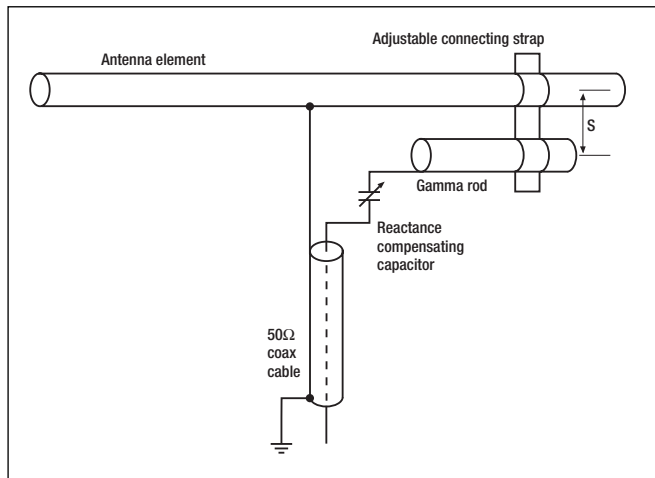 Adjustable connecting strap
Antenna element
S
Gamma rod
Reactance
compensating
capacitor
50Ω
coax
cable